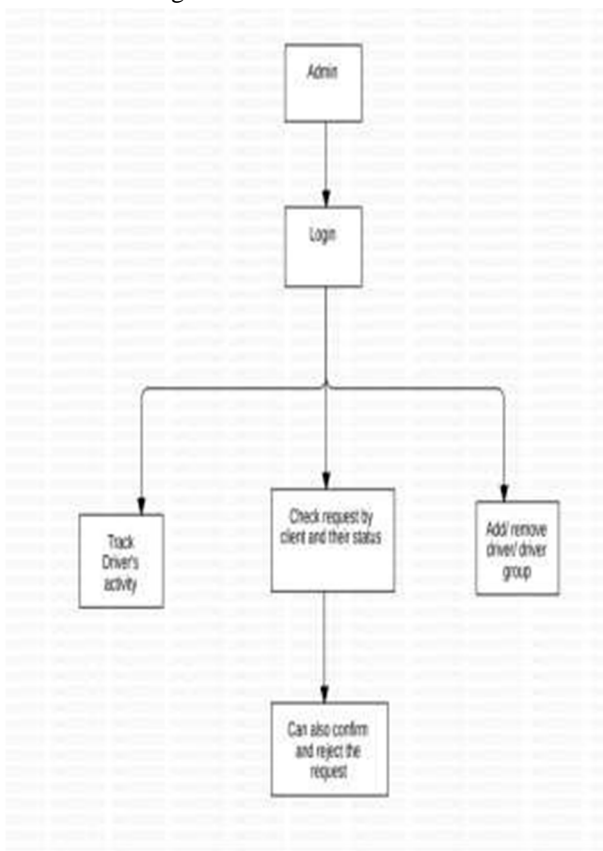 Admin
Login
Track
Driver's
activity
Check request by
client and their status
Add/ remove
driver/ driver
group
Can also confirm
and reject the
request